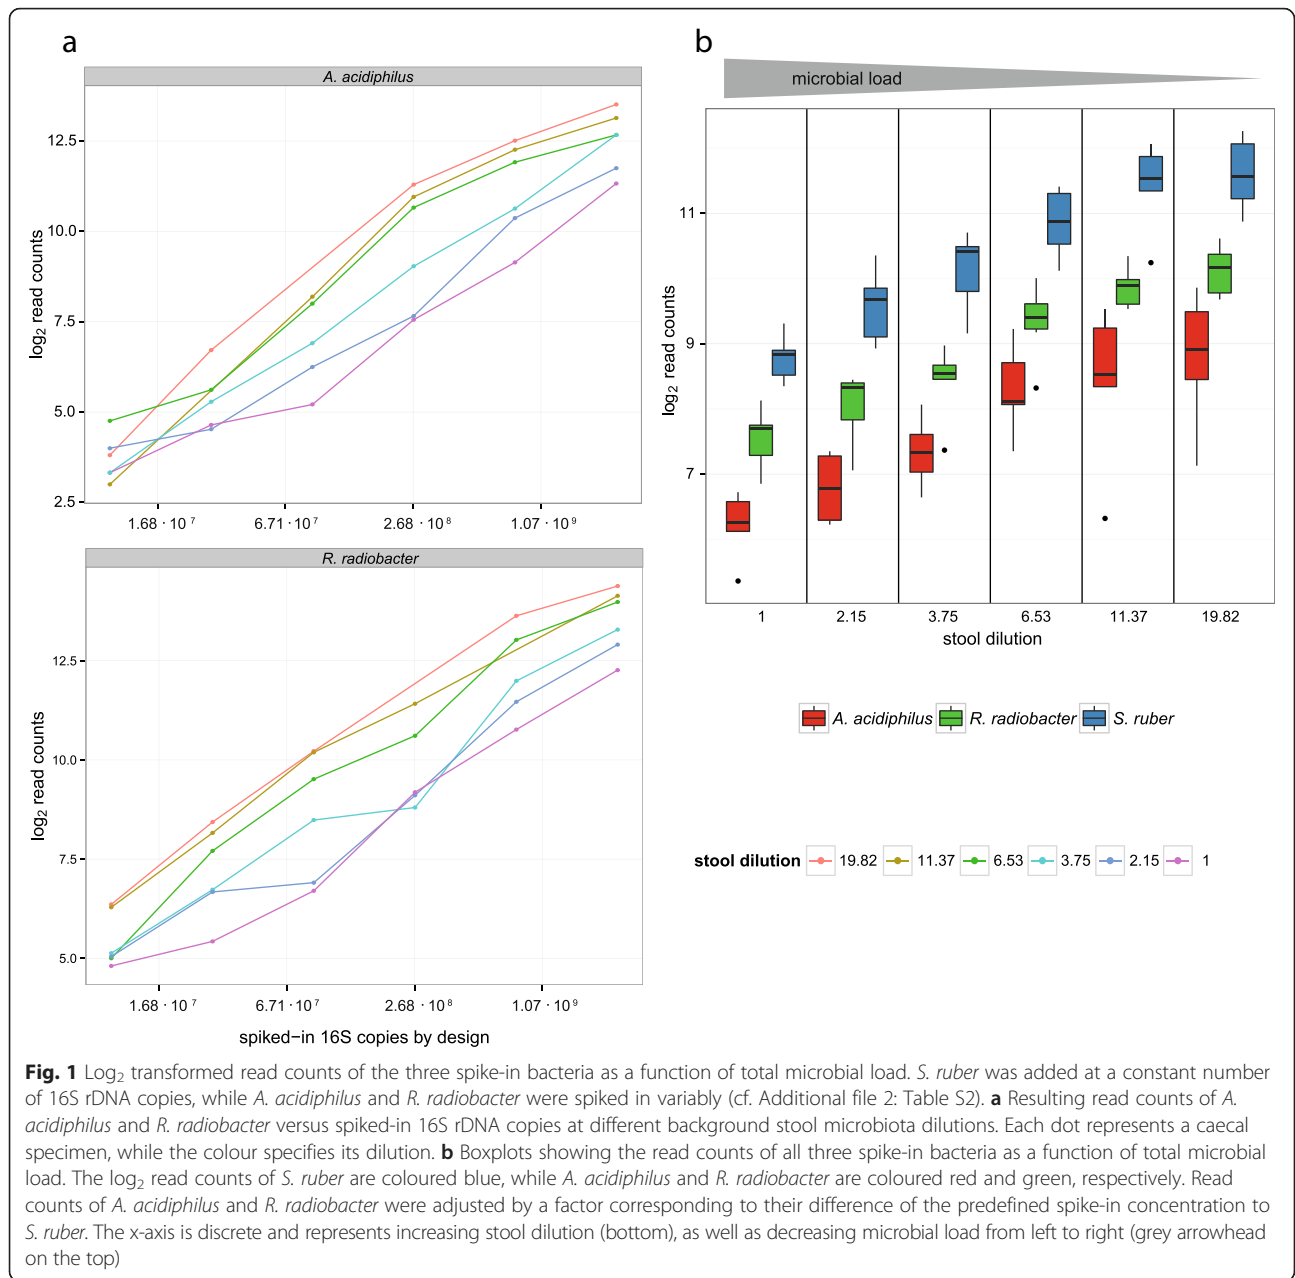 a
A. acidiphilus
12.5
10.0
7.5
5.0
2.5
log2 read counts
1.68 · 10⁷
6.71 · 10⁷
2.68 · 10⁸
1.07 · 10⁹
R. radiobacter
12.5
10.0
7.5
5.0
log2 read counts
1.68 · 10⁷
6.71 · 10⁷
2.68 · 10⁸
1.07 · 10⁹
spiked−in 16S copies by design
b
microbial load
11
9
7
log2 read counts
1
2.15
3.75
6.53
11.37
19.82
stool dilution
A. acidiphilus R. radiobacter S. ruber
stool dilution 19.82 11.37 6.53 3.75 2.15 1
Fig. 1 Log2 transformed read counts of the three spike-in bacteria as a function of total microbial load. S. ruber was added at a constant number
of 16S rDNA copies, while A. acidiphilus and R. radiobacter were spiked in variably (cf. Additional file 2: Table S2). a Resulting read counts of A.
acidiphilus and R. radiobacter versus spiked-in 16S rDNA copies at different background stool microbiota dilutions. Each dot represents a caecal
specimen, while the colour specifies its dilution. b Boxplots showing the read counts of all three spike-in bacteria as a function of total microbial
load. The log2 read counts of S. ruber are coloured blue, while A. acidiphilus and R. radiobacter are coloured red and green, respectively. Read
counts of A. acidiphilus and R. radiobacter were adjusted by a factor corresponding to their difference of the predefined spike-in concentration to
S. ruber. The x-axis is discrete and represents increasing stool dilution (bottom), as well as decreasing microbial load from left to right (grey arrowhead
on the top)